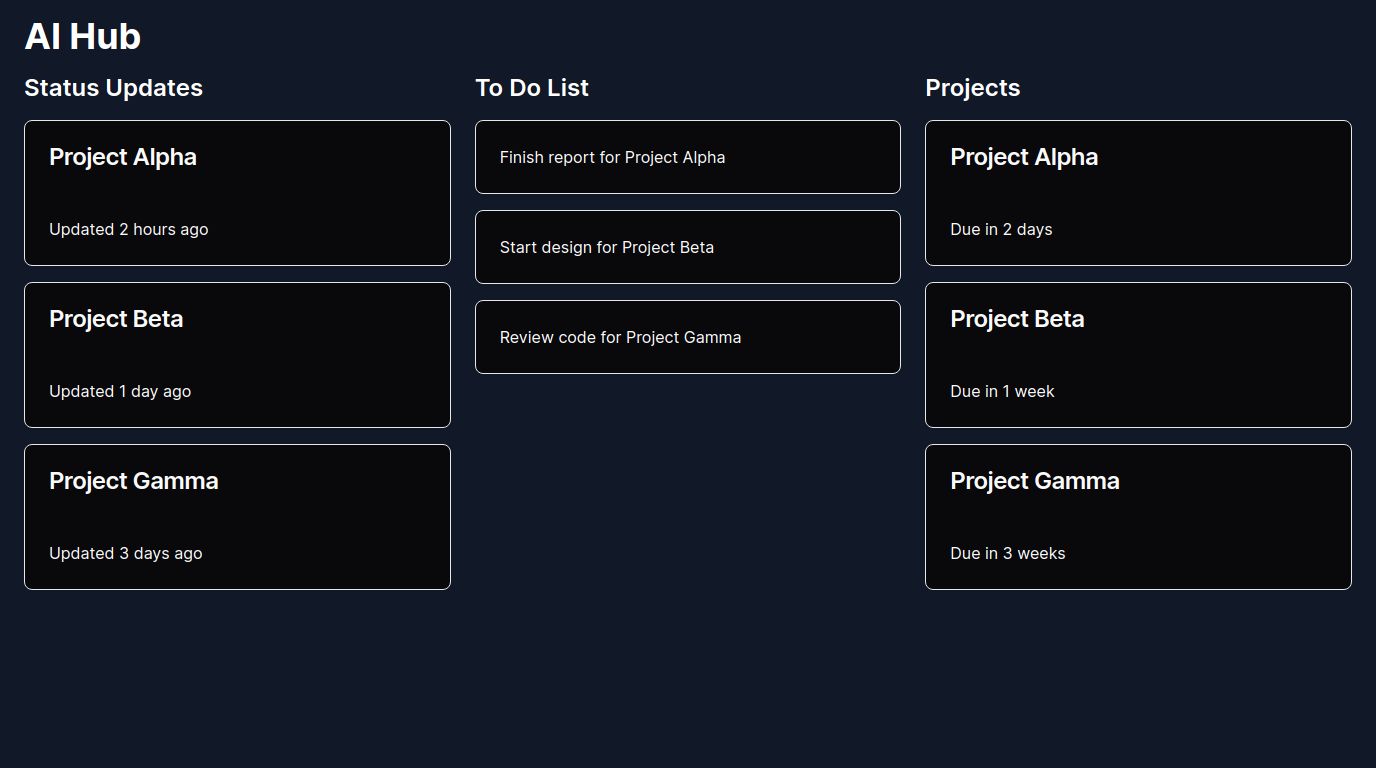 AI Hub
Status Updates
Project Alpha
Updated 2 hours ago
Project Beta
Updated 1 day ago
Project Gamma
Updated 3 days ago
To Do List
Finish report for Project Alpha
Start design for Project Beta
Review code for Project Gamma
Projects
Project Alpha
Due in 2 days
Project Beta
Due in 1 week
Project Gamma
Due in 3 weeks